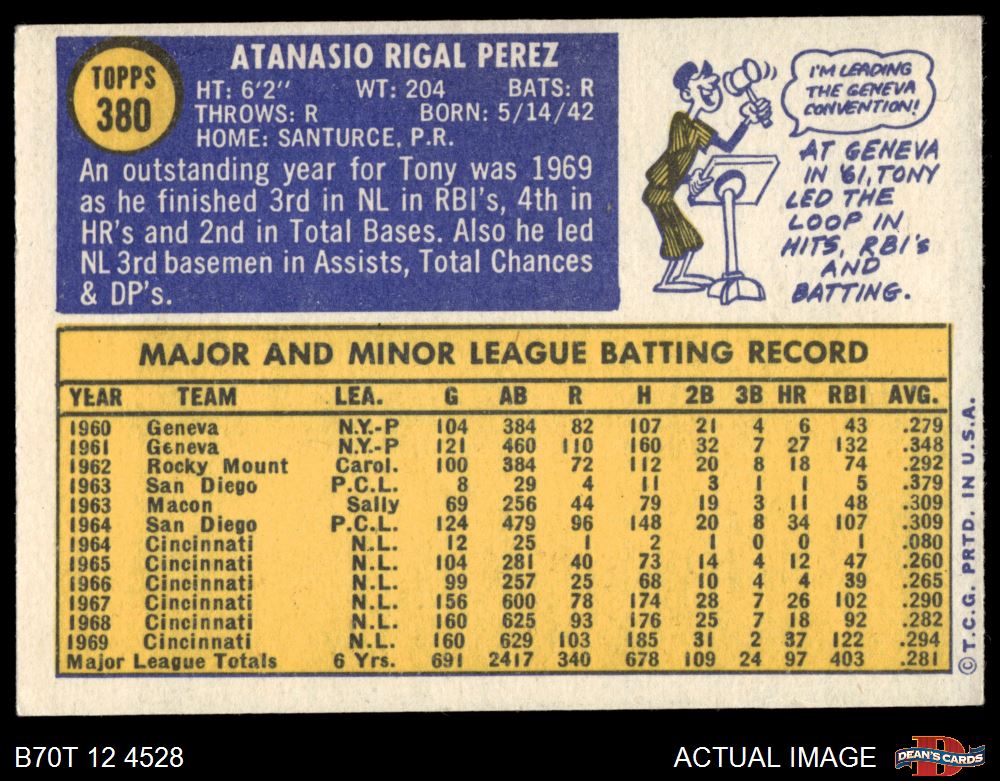 TOPPS
380
ATANASIO RIGAL PEREZ
HT: 6'2" WT: 204 BATS: R
THROWS: R BORN: 5/14/42
HOME: SANTURCE, P.R.
An outstanding year for Tony was 1969
as he finished 3rd in NL in RBI's, 4th in
HR's and 2nd in Total Bases. Also he led
NL 3rd basemen in Assists, Total Chances
& DP's.
I'M LEADING
THE GENEVA
CONVENTION!
AT GENEVA
IN '61, TONY
LED THE
LOOP IN
HITS, RBI's
AND
BATTING.
MAJOR AND MINOR LEAGUE BATTING RECORD
YEAR TEAM LEA. G AB R H 2B 3B HR RBI AVG.
1960 Geneva N.Y.-P 104 384 82 107 21 4 6 43 .279
1961 Geneva N.Y.-P 121 460 110 160 32 7 27 132 .348
1962 Rocky Mount Carol. 100 384 72 112 20 8 18 74 .292
1963 San Diego P.C.L. 8 29 4 11 3 1 1 5 .379
1963 Macon Sally 69 256 44 79 19 3 11 48 .309
1964 San Diego P.C.L. 124 479 96 148 20 8 34 107 .309
1964 Cincinnati N.L. 12 25 1 2 1 0 0 1 .080
1965 Cincinnati N.L. 104 281 40 73 14 4 12 47 .260
1966 Cincinnati N.L. 99 257 25 68 10 4 4 39 .265
1967 Cincinnati N.L. 156 600 78 174 28 7 26 102 .290
1968 Cincinnati N.L. 160 625 93 176 25 7 18 92 .282
1969 Cincinnati N.L. 160 629 103 185 31 2 37 122 .294
Major League Totals 6 Yrs. 691 2417 340 678 109 24 97 403 .281
© T.C.G. PRTD. IN U.S.A.
B70T 12 4528
ACTUAL IMAGE
DEAN'S CARDS